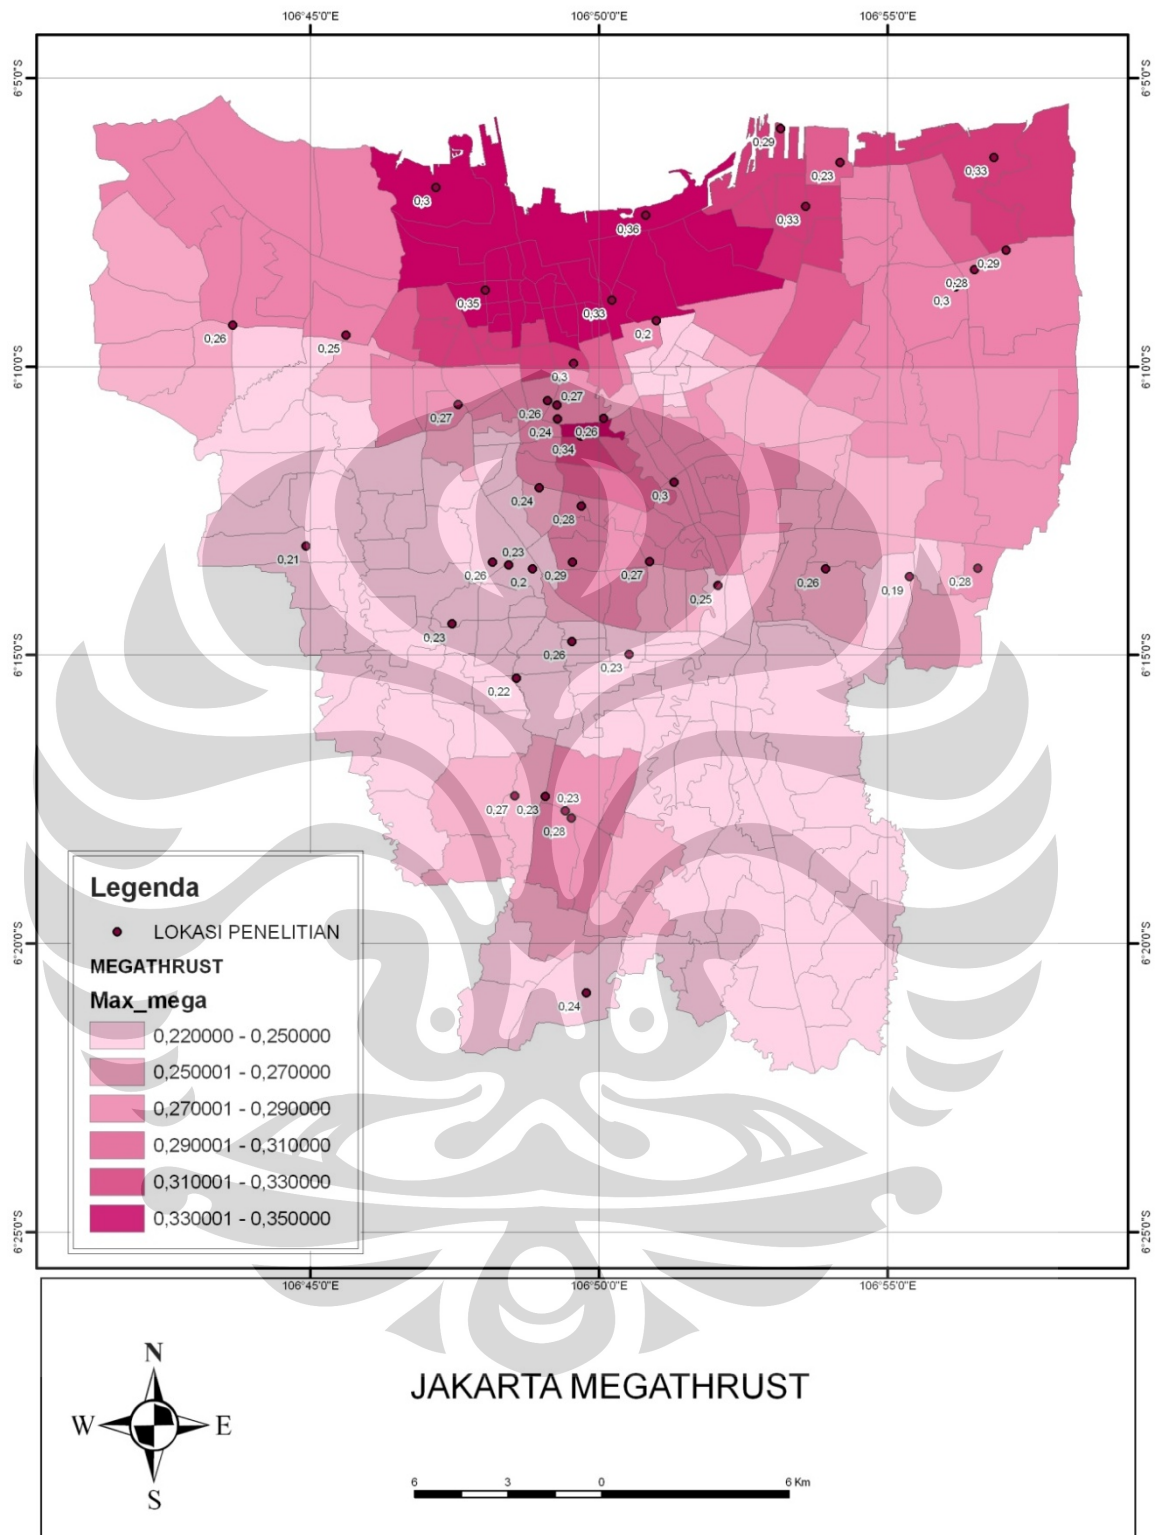 106°45'0"E 106°50'0"E 106°55'0"E
6°5'0"S 6°5'0"S
0,29
0,23
0,33
0,3
0,33
0,36
0,29
0,28
0,3
0,35
0,33
0,2
0,26
0,25
6°10'0"S 6°10'0"S
0,3
0,27
0,26
0,27
0,24
0,26
0,34
0,24
0,3
0,28
0,21
0,23
0,26
0,2
0,29
0,27
0,26
0,25
0,19
0,28
0,23
0,26
0,23
6°15'0"S 6°15'0"S
0,22
0,27
0,23
0,23
0,28
Legenda
LOKASI PENELITIAN
6°20'0"S 6°20'0"S
MEGATHRUST
Max_mega
0,24
0,220000 - 0,250000
0,250001 - 0,270000
0,270001 - 0,290000
0,290001 - 0,310000
0,310001 - 0,330000
0,330001 - 0,350000
6°25'0"S 6°25'0"S
106°45'0"E 106°50'0"E 106°55'0"E
N
W E
S
JAKARTA MEGATHRUST
6 3 0 6 Km